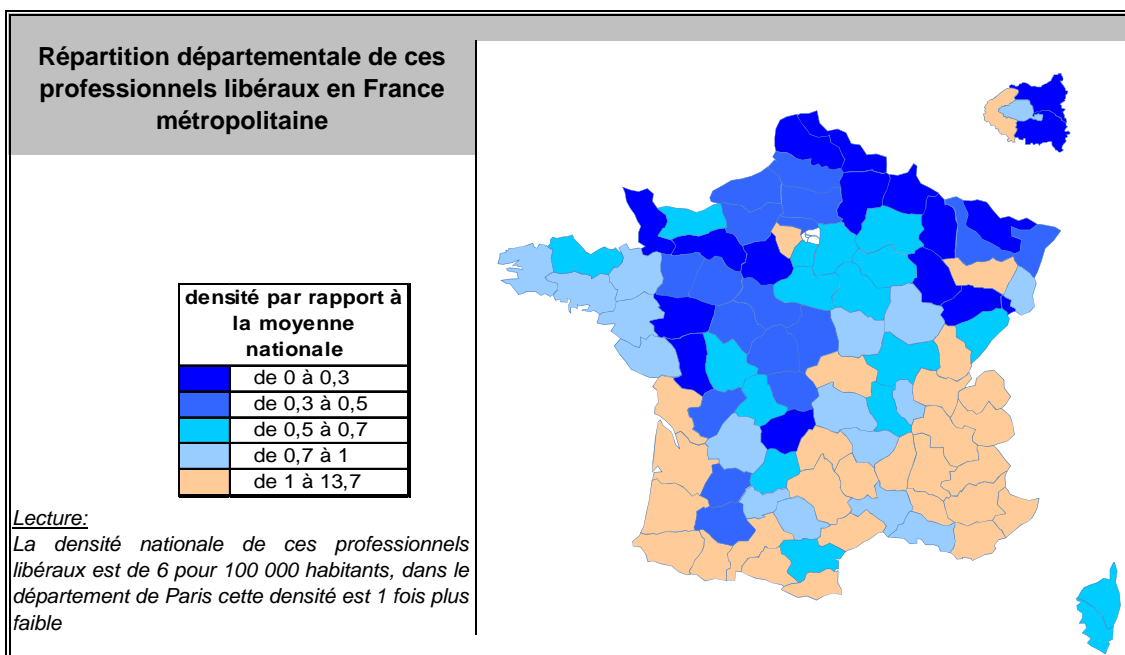 Répartition départementale de ces
professionnels libéraux en France
métropolitaine
densité par rapport à
la moyenne
nationale
de 0 à 0,3
de 0,3 à 0,5
de 0,5 à 0,7
de 0,7 à 1
de 1 à 13,7
Lecture:
La densité nationale de ces professionnels
libéraux est de 6 pour 100 000 habitants, dans le
département de Paris cette densité est 1 fois plus
faible